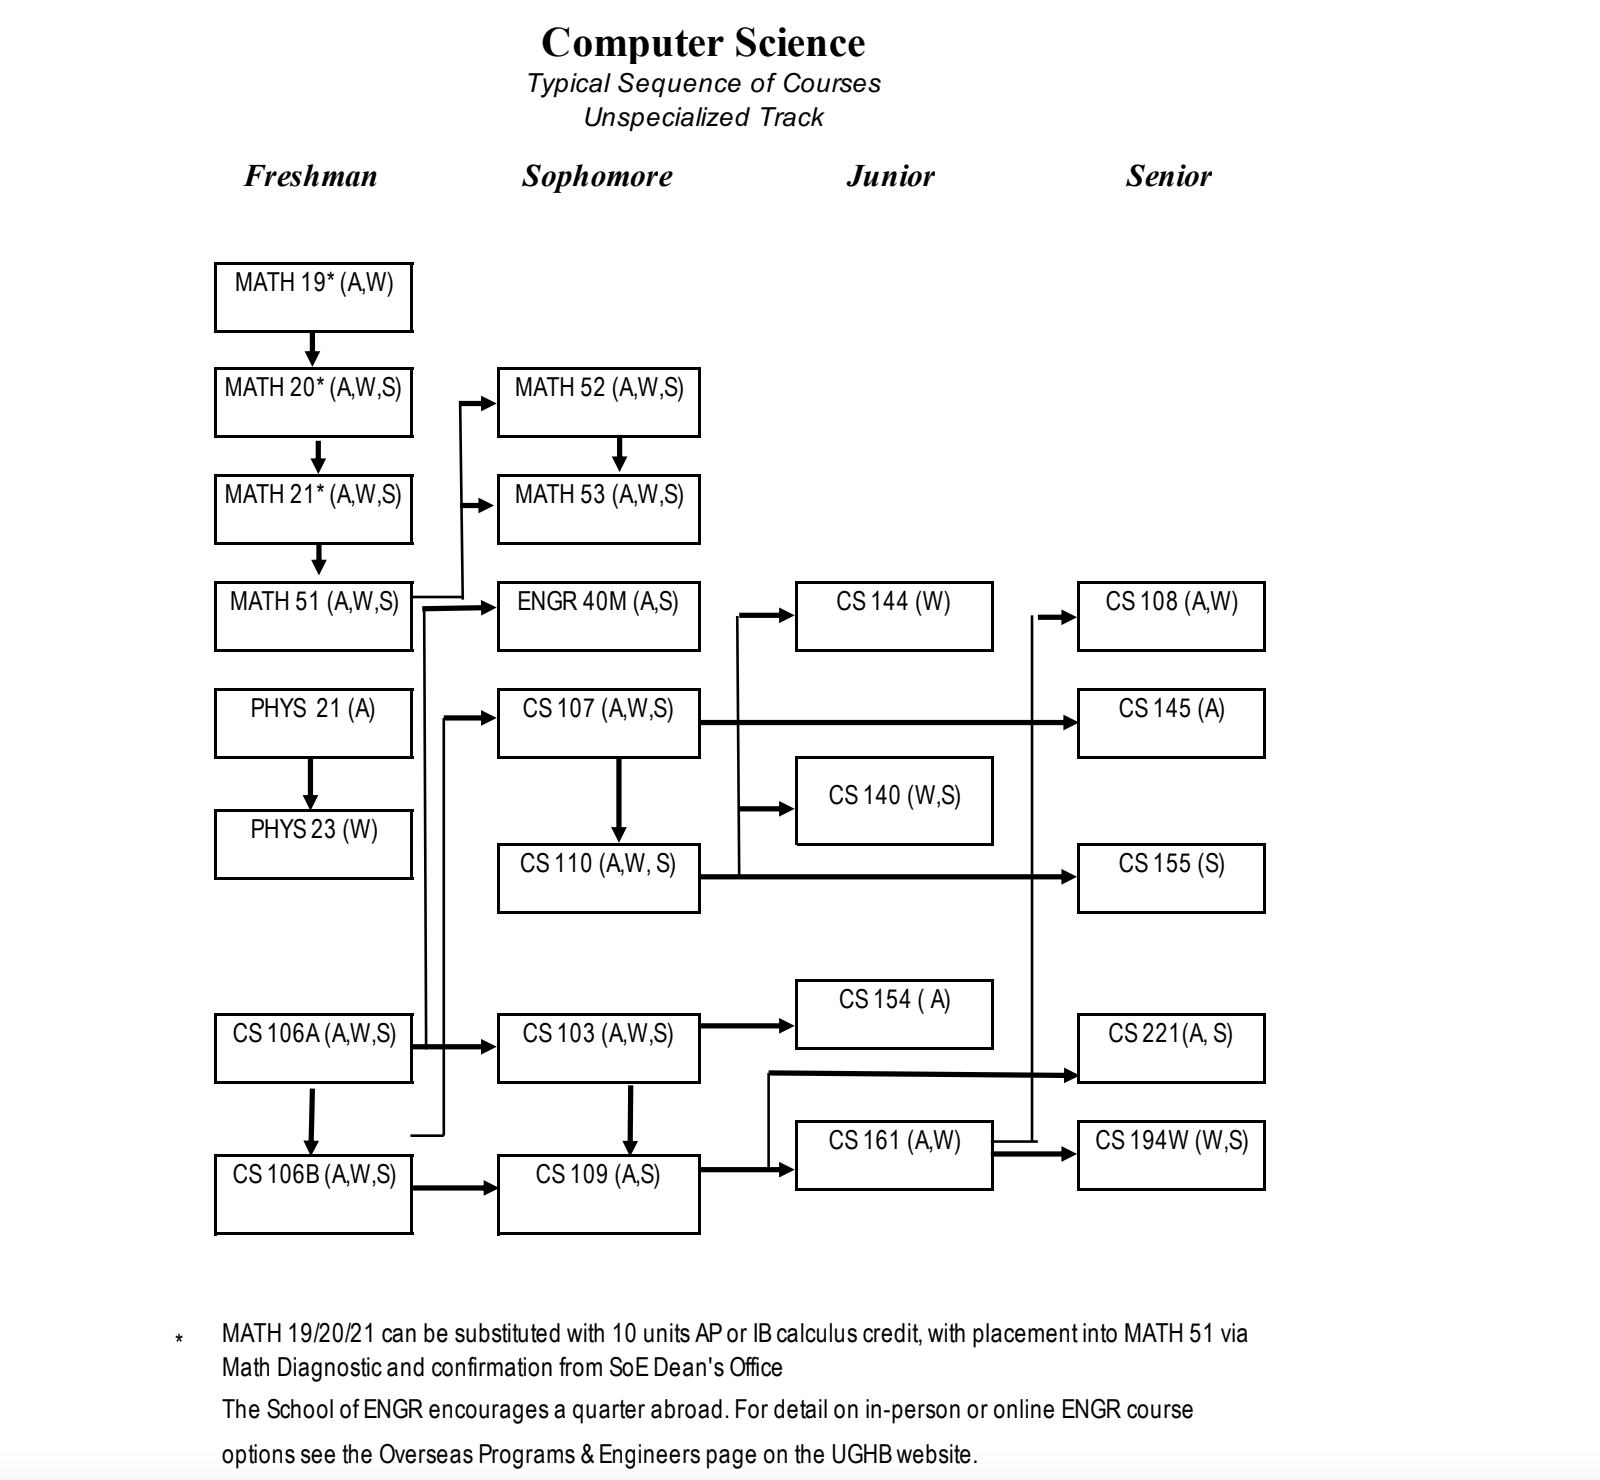 Computer Science
Typical Sequence of Courses
Unspecialized Track
Freshman
Sophomore
Junior
Senior
MATH 19* (A,W)
MATH 20* (A,W,S)
MATH 52 (A,W,S)
MATH 21* (A,W,S)
MATH 53 (A,W,S)
MATH 51 (A,W,S)
ENGR 40M (A,S)
CS 144 (W)
CS 108 (A,W)
PHYS 21 (A)
CS 107 (A,W,S)
CS 145 (A)
CS 140 (W,S)
PHYS 23 (W)
CS 110 (A,W, S)
CS 155 (S)
CS 154 ( A)
CS 106A (A,W,S)
CS 103 (A,W,S)
CS 221(A, S)
CS 161 (A,W)
CS 194W (W,S)
CS 106B (A,W,S)
CS 109 (A,S)
* MATH 19/20/21 can be substituted with 10 units AP or IB calculus credit, with placement into MATH 51 via
Math Diagnostic and confirmation from SoE Dean's Office
The School of ENGR encourages a quarter abroad. For detail on in-person or online ENGR course
options see the Overseas Programs & Engineers page on the UGHB website.